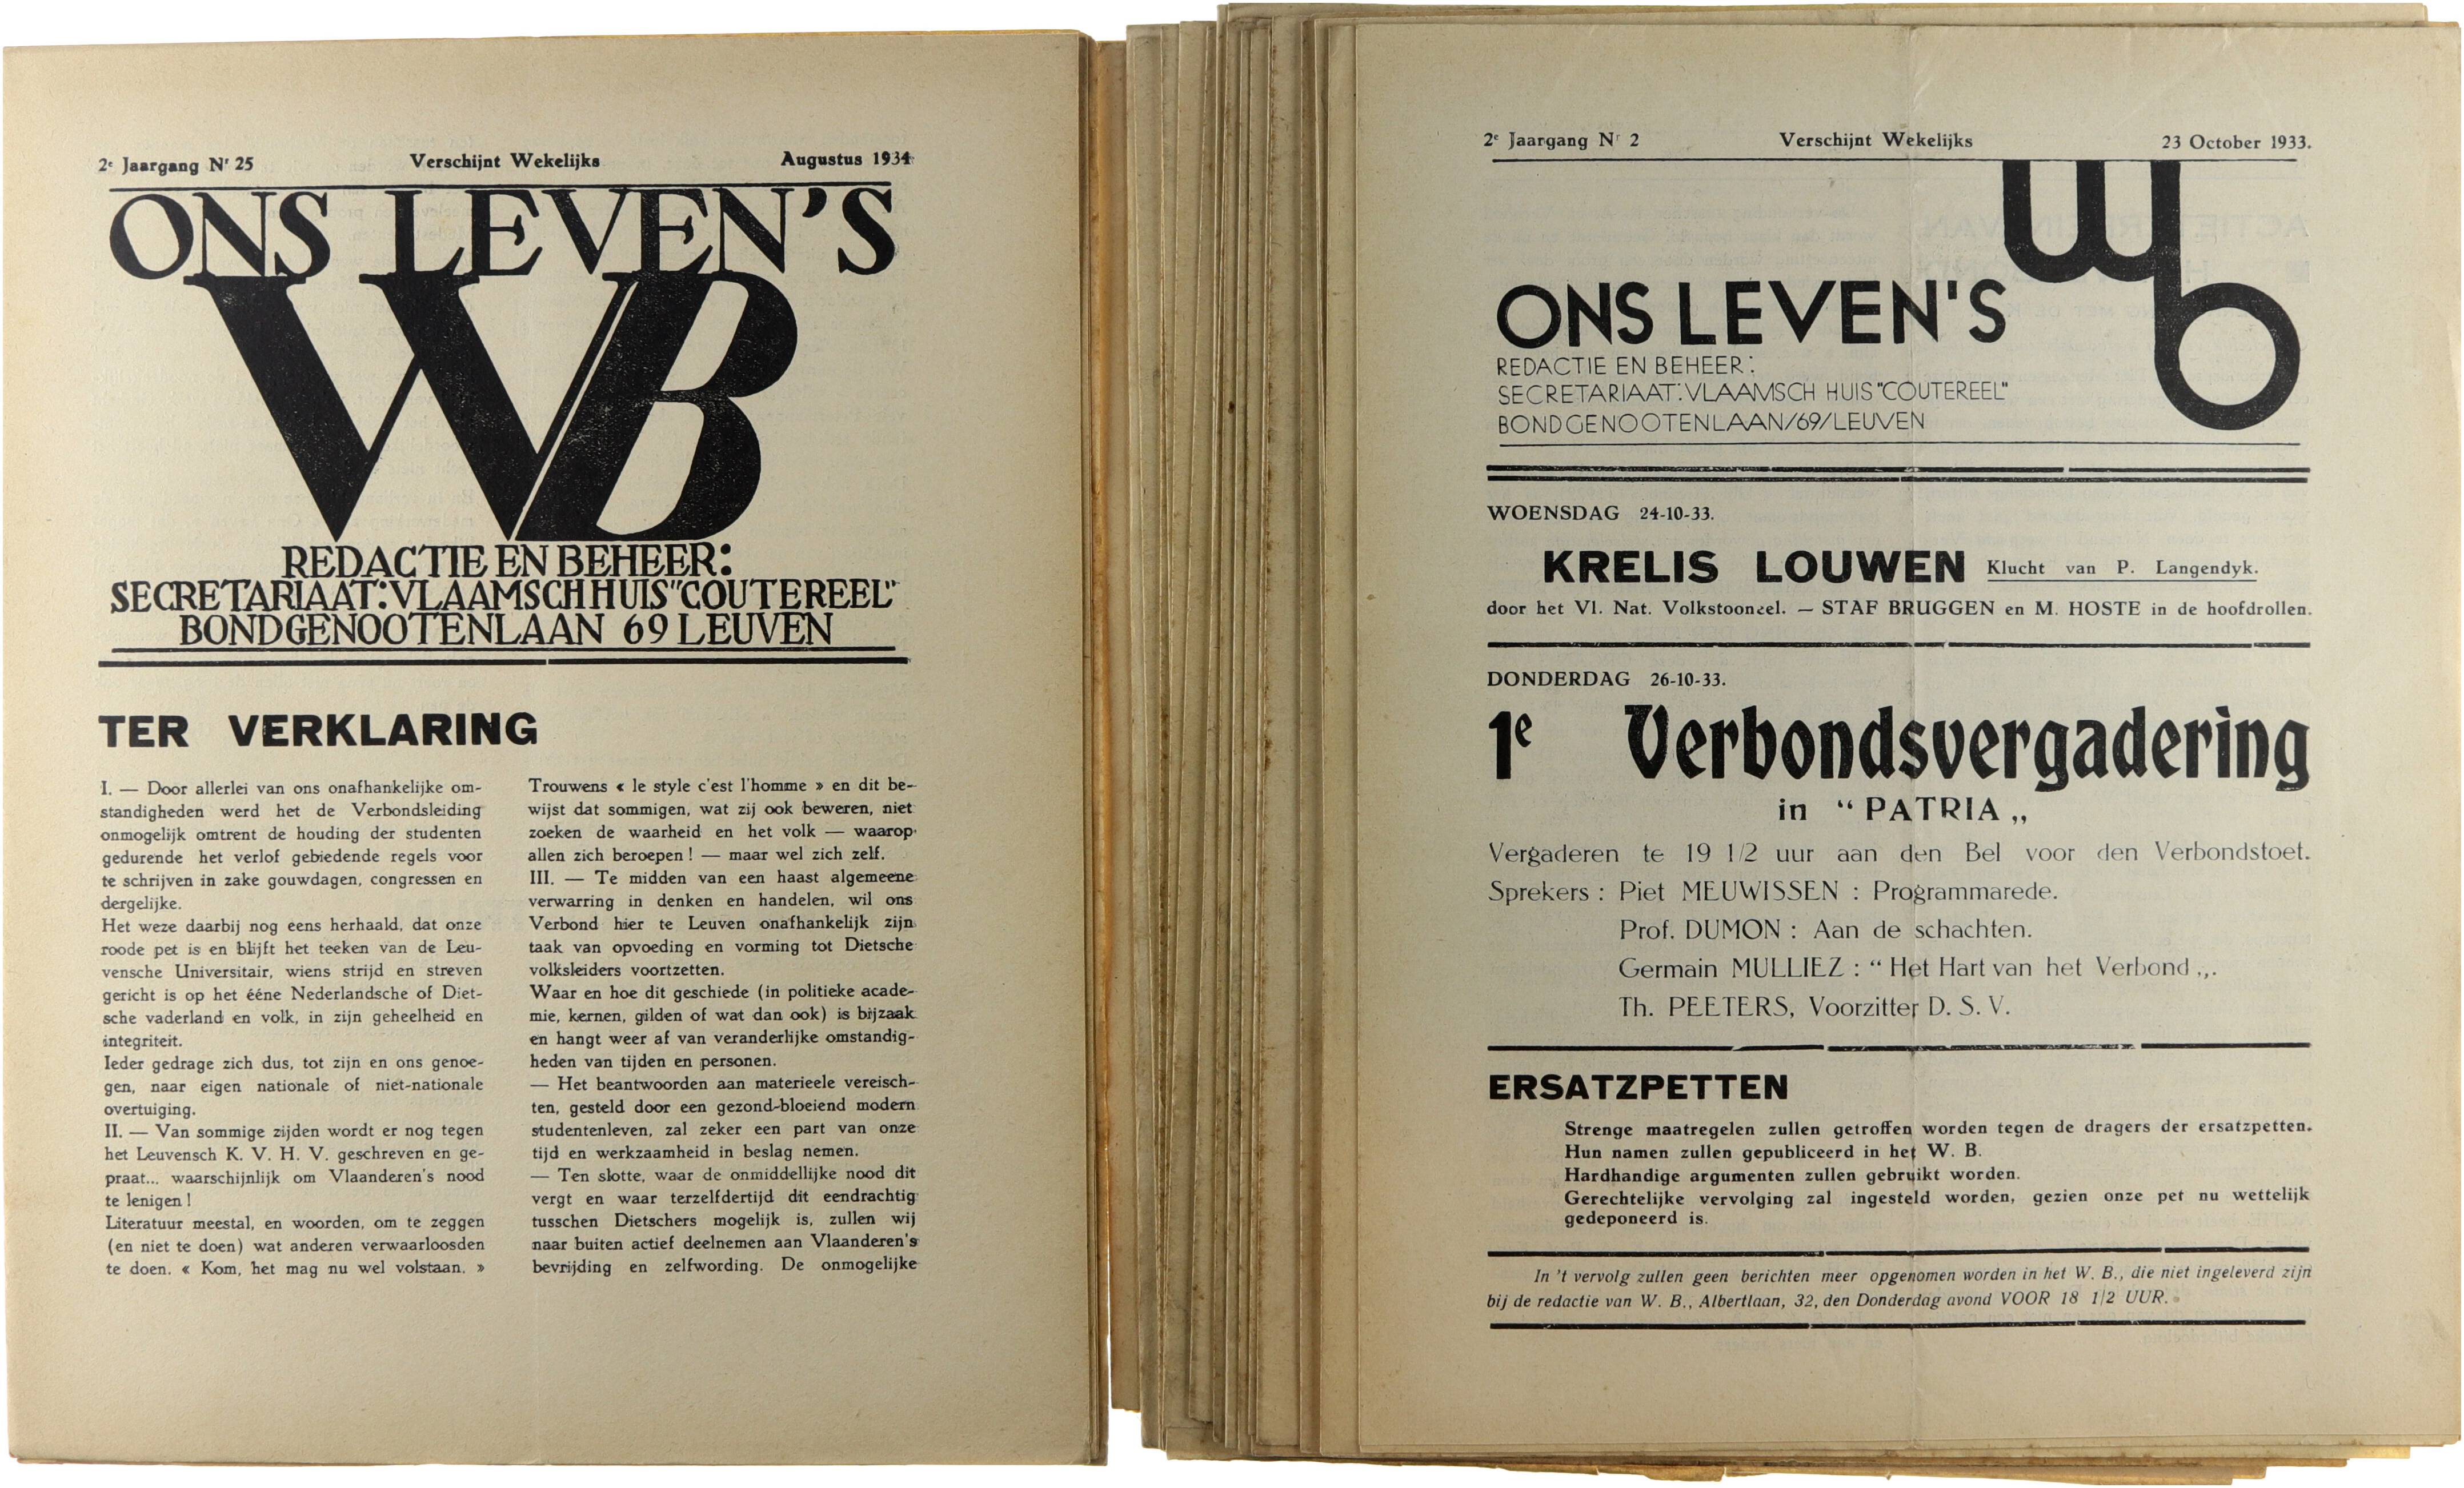 2e Jaargang Nr 25 Verschijnt Wekelijks Augustus 1934
ONS LEVEN'S
WB
REDACTIE EN BEHEER:
SECRETARIAAT: VLAAMSCH HUIS "COUTEREEL"
BONDGENOOTENLAAN 69 LEUVEN
TER VERKLARING
I. — Door allerlei van ons onafhankelijke om-
standigheden werd het de Verbondsleiding
onmogelijk omtrent de houding der studenten
gedurende het verlof gebiedende regels voor
te schrijven in zake gouwdagen, congressen en
dergelijke.
Het weze daarbij nog eens herhaald, dat onze
roode pet is en blijft het teeken van de Leu-
vensche Universitair, wiens strijd en streven
gericht is op het ééne Nederlandsche of Diet-
sche vaderland en volk, in zijn geheelheid en
integriteit.
Ieder gedrage zich dus, tot zijn en ons genoe-
gen, naar eigen nationale of niet-nationale
overtuiging.
II. — Van sommige zijden wordt er nog tegen
het Leuvensch K. V. H. V. geschreven en ge-
praat... waarschijnlijk om Vlaanderen's nood
te lenigen !
Literatuur meestal, en woorden, om te zeggen
(en niet te doen) wat anderen verwaarloosden
te doen. « Kom, het mag nu wel volstaan. »
Trouwens « le style c'est l'homme » en dit be-
wijst dat sommigen, wat zij ook beweren, niet
zoeken de waarheid en het volk — waarop
allen zich beroepen ! — maar wel zich zelf.
III. — Te midden van een haast algemeene
verwarring in denken en handelen, wil ons
Verbond hier te Leuven onafhankelijk zijn
taak van opvoeding en vorming tot Dietsche
volksleiders voortzetten.
Waar en hoe dit geschiede (in politieke acade-
mie, kernen, gilden of wat dan ook) is bijzaak
en hangt weer af van veranderlijke omstandig-
heden van tijden en personen.
— Het beantwoorden aan materieele vereisch-
ten, gesteld door een gezond-bloeiend modern
studentenleven, zal zeker een part van onze
tijd en werkzaamheid in beslag nemen.
— Ten slotte, waar de onmiddellijke nood dit
vergt en waar terzelfdertijd dit eendrachtig
tusschen Dietschers mogelijk is, zullen wij
naar buiten actief deelnemen aan Vlaanderen's
bevrijding en zelfwording. De onmogelijke
2e Jaargang Nr 2 Verschijnt Wekelijks 23 October 1933.
wb
ONS LEVEN'S
REDACTIE EN BEHEER:
SECRETARIAAT: VLAAMSCH HUIS "COUTEREEL"
BONDGENOOTENLAAN/69/LEUVEN
WOENSDAG 24-10-33.
KRELIS LOUWEN Klucht van P. Langendyk.
door het Vl. Nat. Volkstooneel. — STAF BRUGGEN en M. HOSTE in de hoofdrollen.
DONDERDAG 26-10-33.
1e Verbondsvergadering
in “ PATRIA „
Vergaderen te 19 1/2 uur aan den Bel voor den Verbondstoet.
Sprekers : Piet MEUWISSEN : Programmarede.
Prof. DUMON : Aan de schachten.
Germain MULLIEZ : “ Het Hart van het Verbond „.
Th. PEETERS, Voorzitter D. S. V.
ERSATZPETTEN
Strenge maatregelen zullen getroffen worden tegen de dragers der ersatzpetten.
Hun namen zullen gepubliceerd in het W. B.
Hardhandige argumenten zullen gebruikt worden.
Gerechtelijke vervolging zal ingesteld worden, gezien onze pet nu wettelijk
gedeponeerd is.
In 't vervolg zullen geen berichten meer opgenomen worden in het W. B., die niet ingeleverd zijn
bij de redactie van W. B., Albertlaan, 32, den Donderdag avond VOOR 18 1/2 UUR.